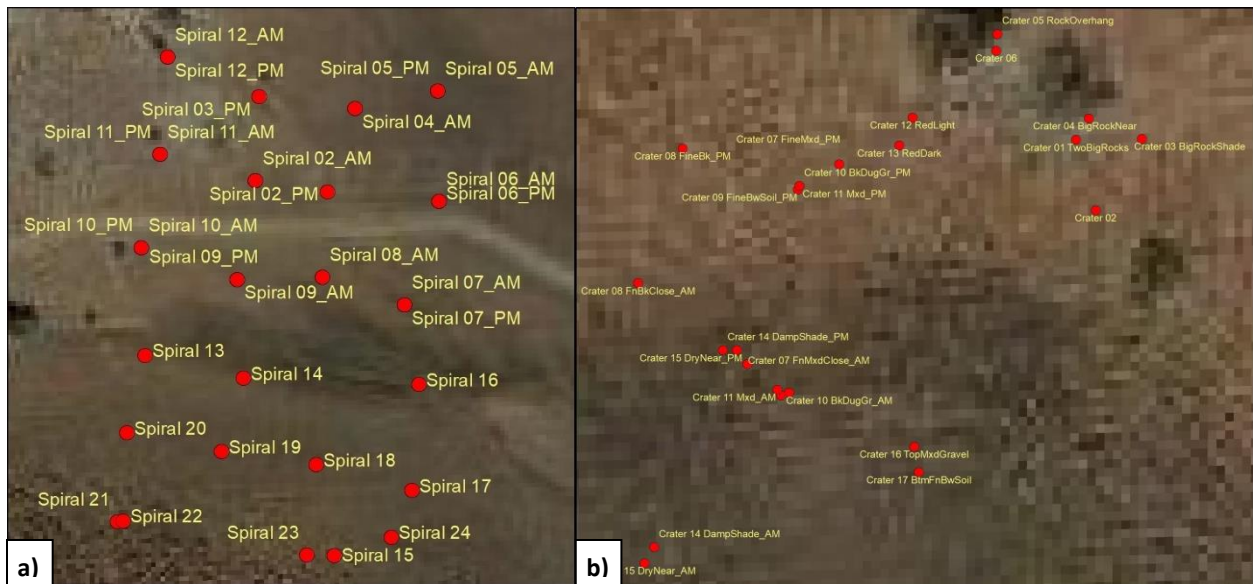 Spiral 12_AM
Spiral 12_PM
Spiral 05_PM
Spiral 05_AM
Spiral 03_PM
Spiral 04_AM
Spiral 11_PM
Spiral 11_AM
Spiral 02_AM
Spiral 02_PM
Spiral 06_AM
Spiral 06_PM
Spiral 10_PM
Spiral 10_AM
Spiral 09_PM
Spiral 08_AM
Spiral 09_AM
Spiral 07_AM
Spiral 07_PM
Spiral 13
Spiral 14
Spiral 16
Spiral 20
Spiral 19
Spiral 18
Spiral 17
Spiral 21
Spiral 22
Spiral 23
Spiral 24
Spiral 15
a)
Crater 05 RockOverhang
Crater 06
Crater 12 RedLight
Crater 04 BigRockNear
Crater 07 FineMxd_PM
Crater 08 FineBk_PM
Crater 13 RedDark
Crater 01 TwoBigRocks
Crater 03 BigRockShade
Crater 10 BkDugGr_PM
Crater 09 FineBwSoil_PM
Crater 11 Mxd_PM
Crater 02
Crater 08 FnBkClose_AM
Crater 14 DampShade_PM
Crater 15 DryNear_PM
Crater 07 FnMxdClose_AM
Crater 11 Mxd_AM
Crater 10 BkDugGr_AM
Crater 16 TopMxdGravel
Crater 17 BtmFnBwSoil
Crater 14 DampShade_AM
15 DryNear_AM
b)